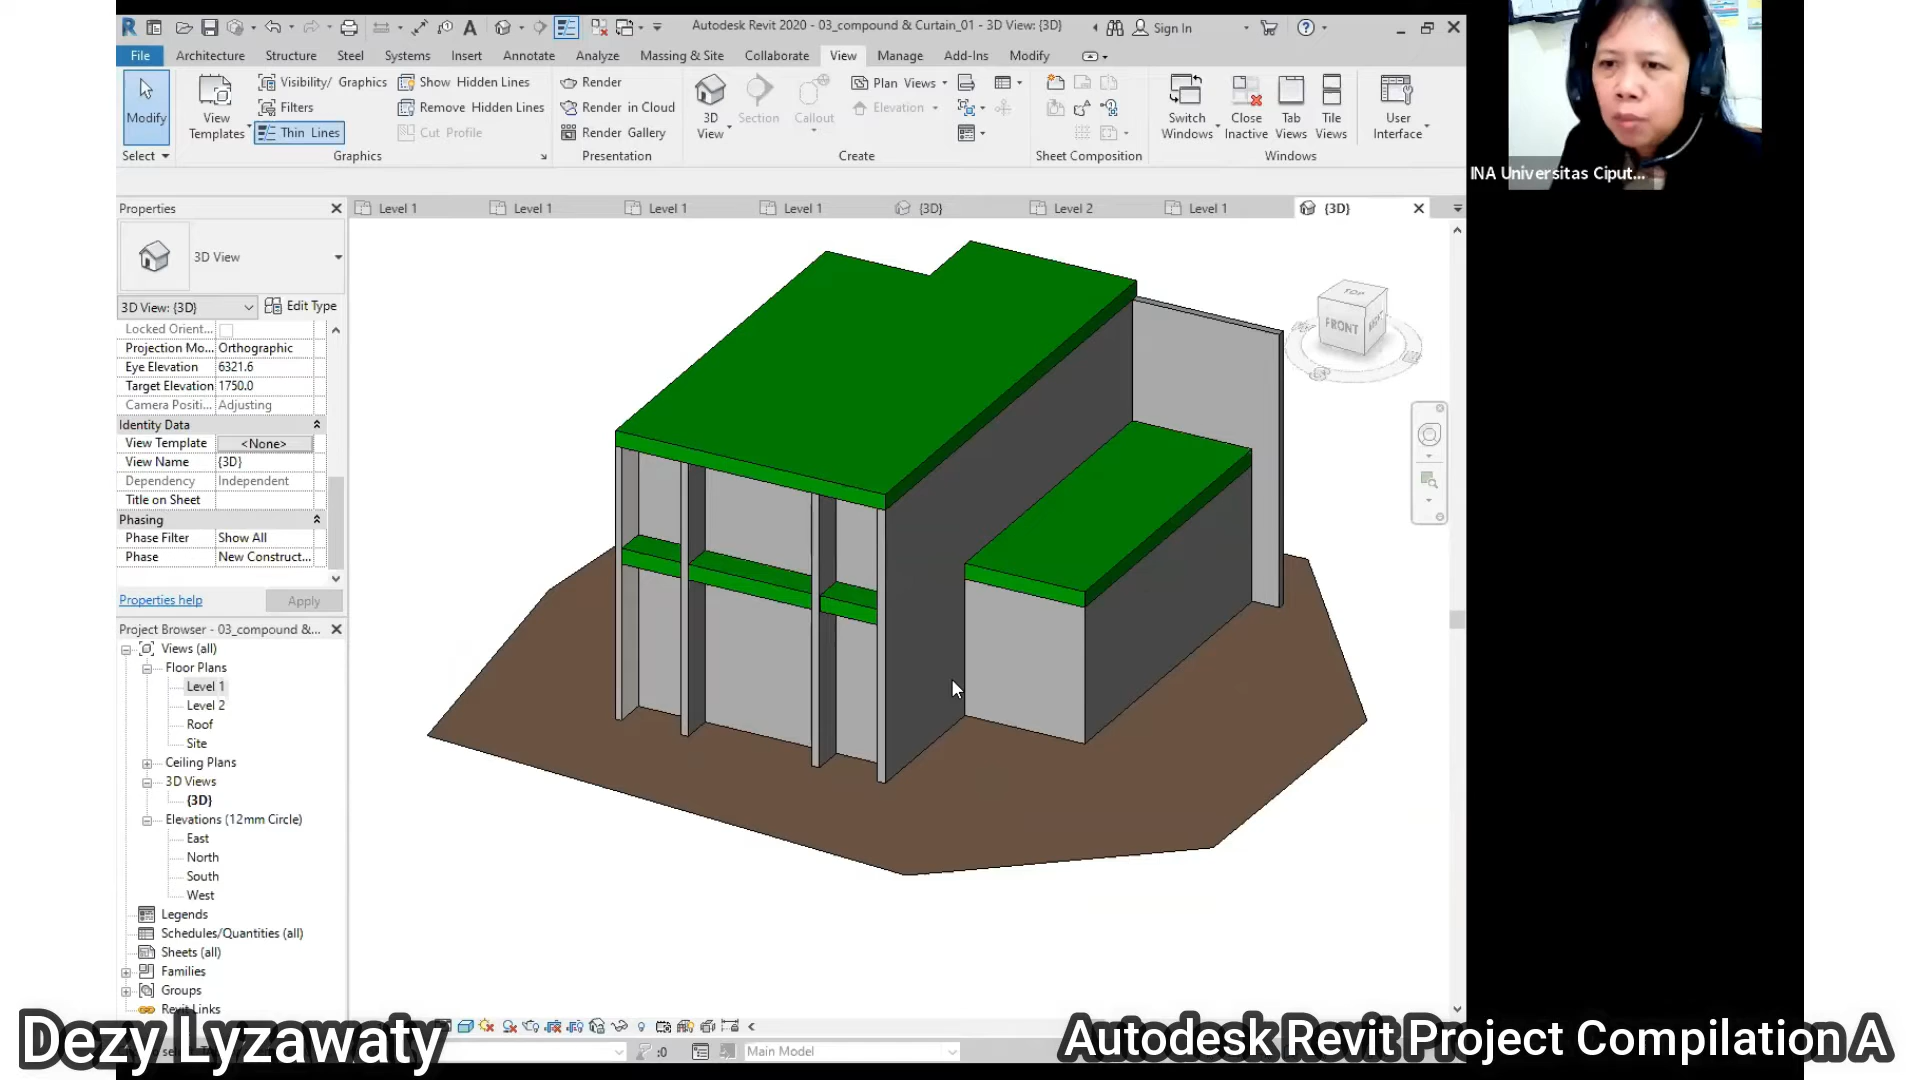 Autodesk Revit 2020 - 03_compound & Curtain_01 - 3D View: {3D}
Sign In
File Architecture Structure Steel Systems Insert Annotate Analyze Massing & Site Collaborate View Manage Add-Ins Modify
Modify
View Templates
Visibility/ Graphics
Filters
Thin Lines
Show Hidden Lines
Remove Hidden Lines
Cut Profile
Render
Render in Cloud
Render Gallery
3D View
Section
Callout
Plan Views
Elevation
Switch Windows
Close Inactive
Tab Views
Tile Views
User Interface
Select
Graphics
Presentation
Create
Sheet Composition
Windows
INA Universitas Ciput...
Properties
Level 1
Level 1
Level 1
Level 1
{3D}
Level 2
Level 1
{3D}
3D View
3D View: {3D}
Edit Type
Locked Orient...
Projection Mo... Orthographic
Eye Elevation 6321.6
Target Elevation 1750.0
Camera Positi... Adjusting
Identity Data
View Template <None>
View Name {3D}
Dependency Independent
Title on Sheet
Phasing
Phase Filter Show All
Phase New Construct...
Properties help
Apply
TOP
FRONT
Project Browser - 03_compound &...
Views (all)
Floor Plans
Level 1
Level 2
Roof
Site
Ceiling Plans
3D Views
{3D}
Elevations (12mm Circle)
East
North
South
West
Legends
Schedules/Quantities (all)
Sheets (all)
Families
Groups
Revit Links
:0
Main Model
Dezy Lyzawaty
Autodesk Revit Project Compilation A